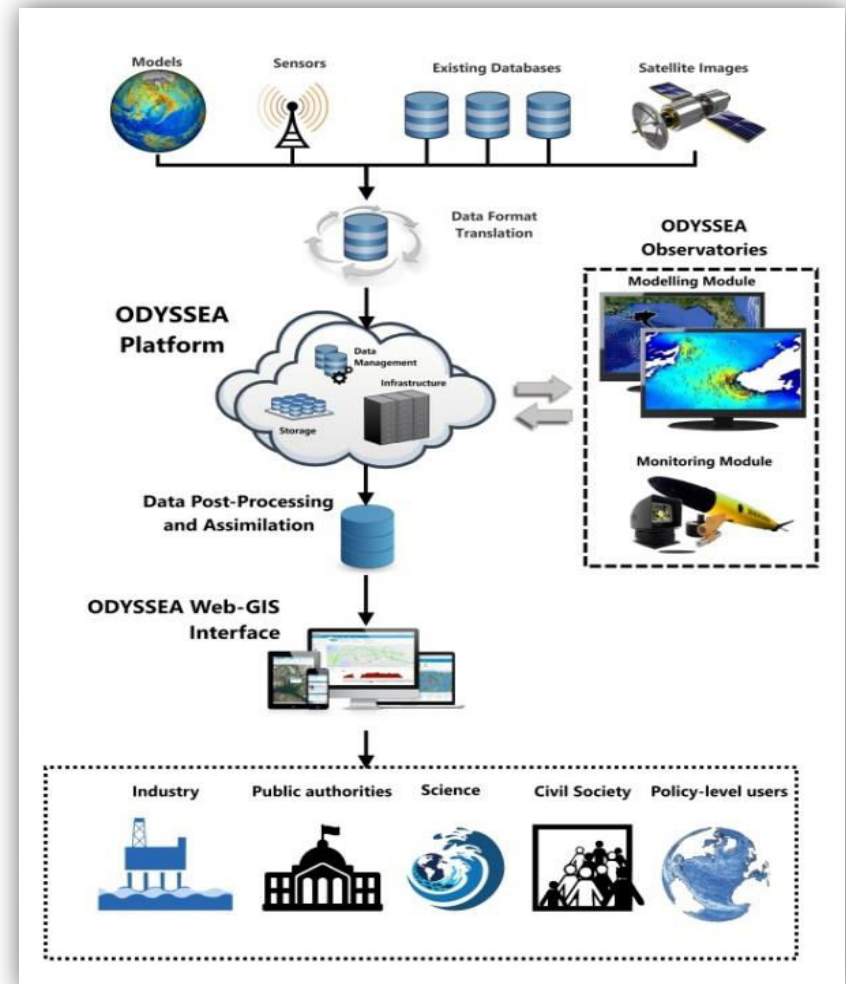 Models
Sensors
Existing Databases
Satellite Images
Data Format
Translation
ODYSSEA
Observatories
Modelling Module
ODYSSEA
Platform
Data
Management
Infrastructure
Storage
Monitoring Module
Data Post-Processing
and Assimilation
ODYSSEA Web-GIS
Interface
Industry
Public authorities
Science
Civil Society
Policy-level users